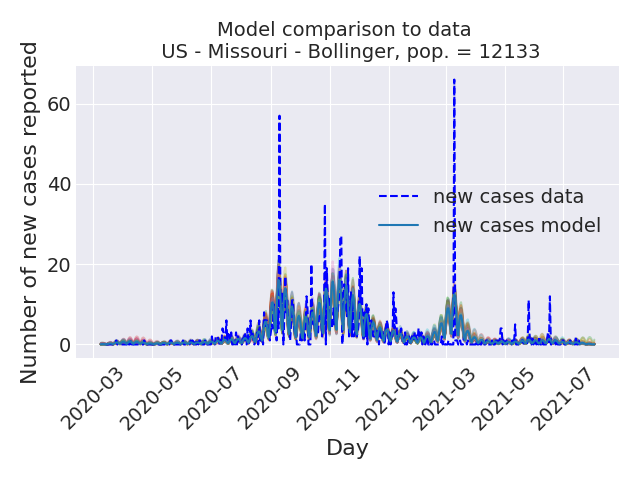 Model comparison to data
US - Missouri - Bollinger, pop. = 12133
Number of new cases reported
60
40
20
0
new cases data
new cases model
2020-03
2020-05
2020-07
2020-09
2020-11
2021-01
2021-03
2021-05
2021-07
Day